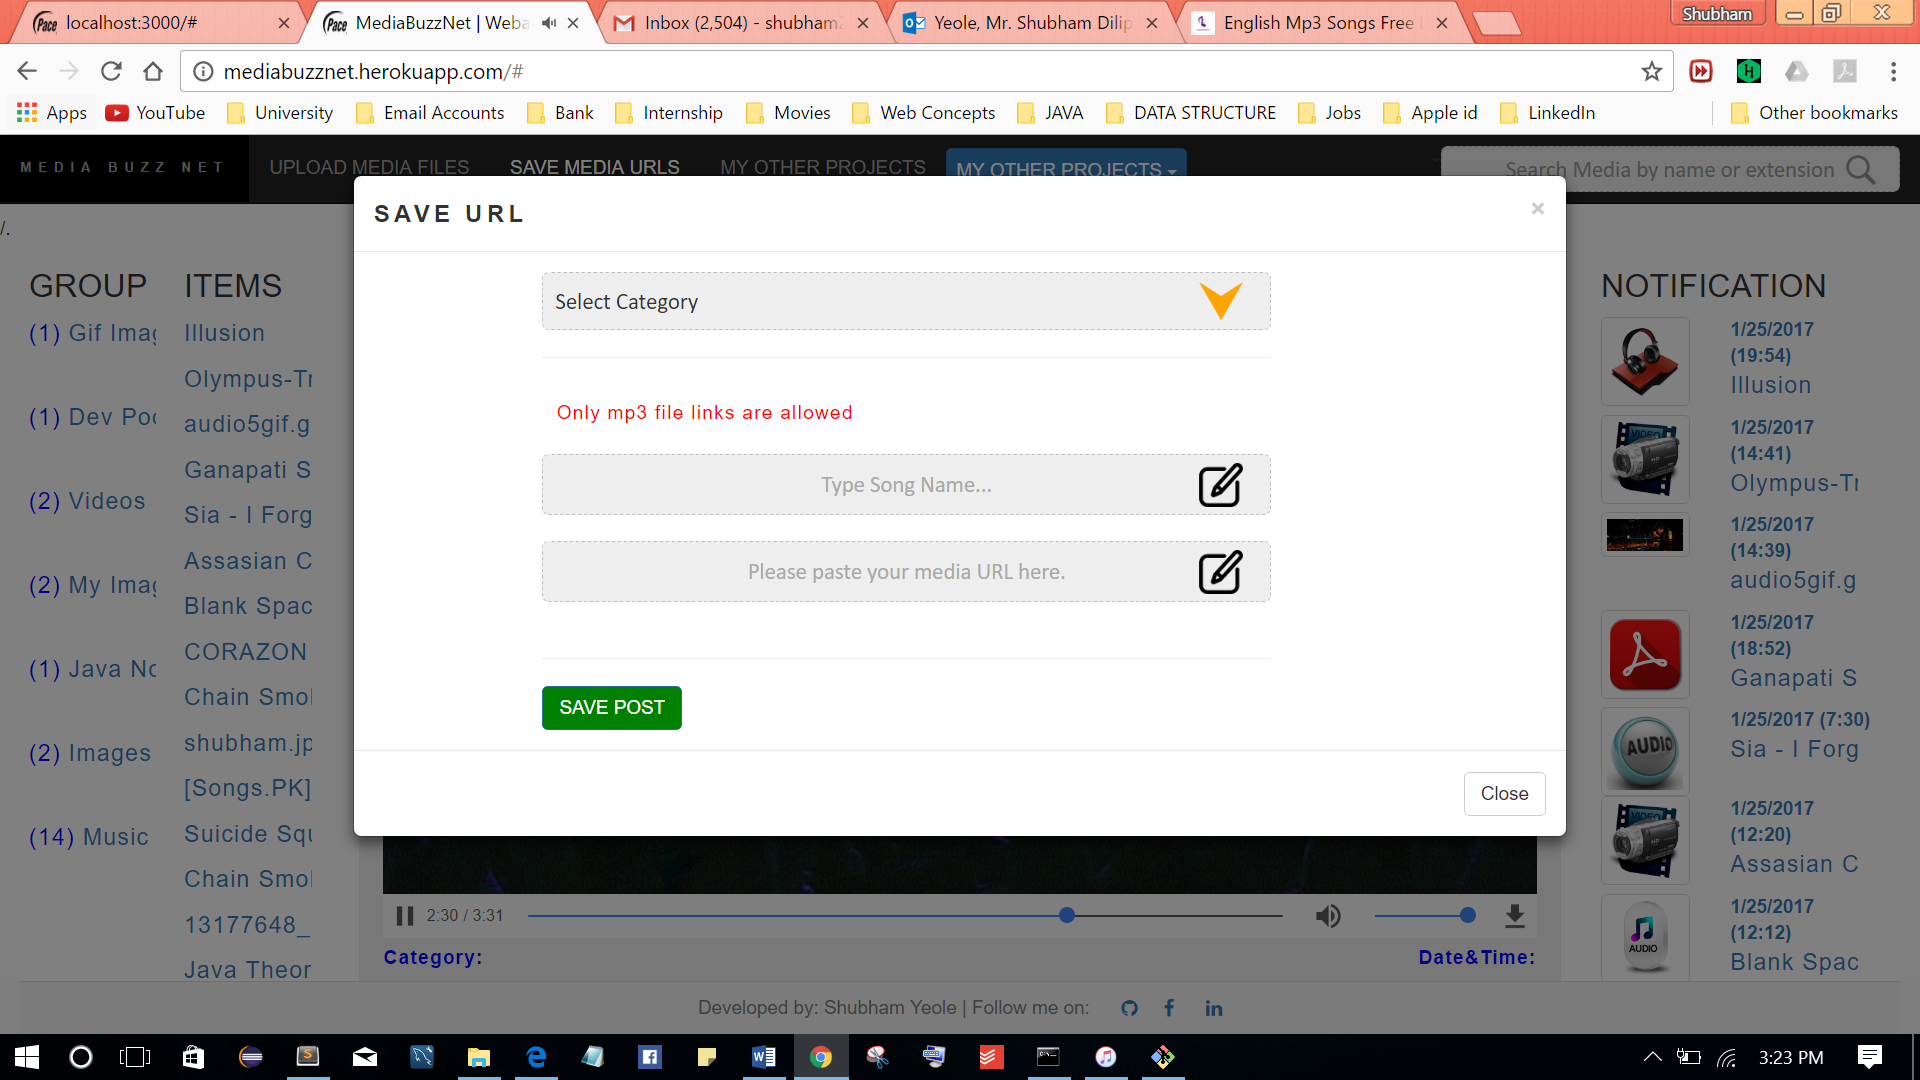 localhost:3000/#
MediaBuzzNet | Weba
Inbox (2,504) - shubham
Yeole, Mr. Shubham Dilip
English Mp3 Songs Free
Shubham
mediabuzznet.herokuapp.com/#
Apps
YouTube
University
Email Accounts
Bank
Internship
Movies
Web Concepts
JAVA
DATA STRUCTURE
Jobs
Apple id
LinkedIn
Other bookmarks
MEDIA BUZZ NET
UPLOAD MEDIA FILES
SAVE MEDIA URLS
MY OTHER PROJECTS
MY OTHER PROJECTS
Search Media by name or extension
/.
SAVE URL
×
Select Category
Only mp3 file links are allowed
Type Song Name...
Please paste your media URL here.
SAVE POST
Close
GROUP
(1) Gif Imag
(1) Dev Poo
(2) Videos
(2) My Imag
(1) Java No
(2) Images
(14) Music
ITEMS
Illusion
Olympus-Tr
audio5gif.g
Ganapati S
Sia - I Forg
Assasian C
Blank Spac
CORAZON
Chain Smo
shubham.jp
[Songs.PK]
Suicide Squ
Chain Smo
13177648_
Java Theor
NOTIFICATION
1/25/2017
(19:54)
Illusion
1/25/2017
(14:41)
Olympus-Tr
VIDEO
1/25/2017
(14:39)
audio5gif.g
1/25/2017
(18:52)
Ganapati S
1/25/2017 (7:30)
Sia - I Forg
AUDIO
1/25/2017
(12:20)
Assasian C
VIDEO
1/25/2017
(12:12)
Blank Spac
AUDIO
2:30 / 3:31
Category:
Date&Time:
Developed by: Shubham Yeole | Follow me on:
3:23 PM